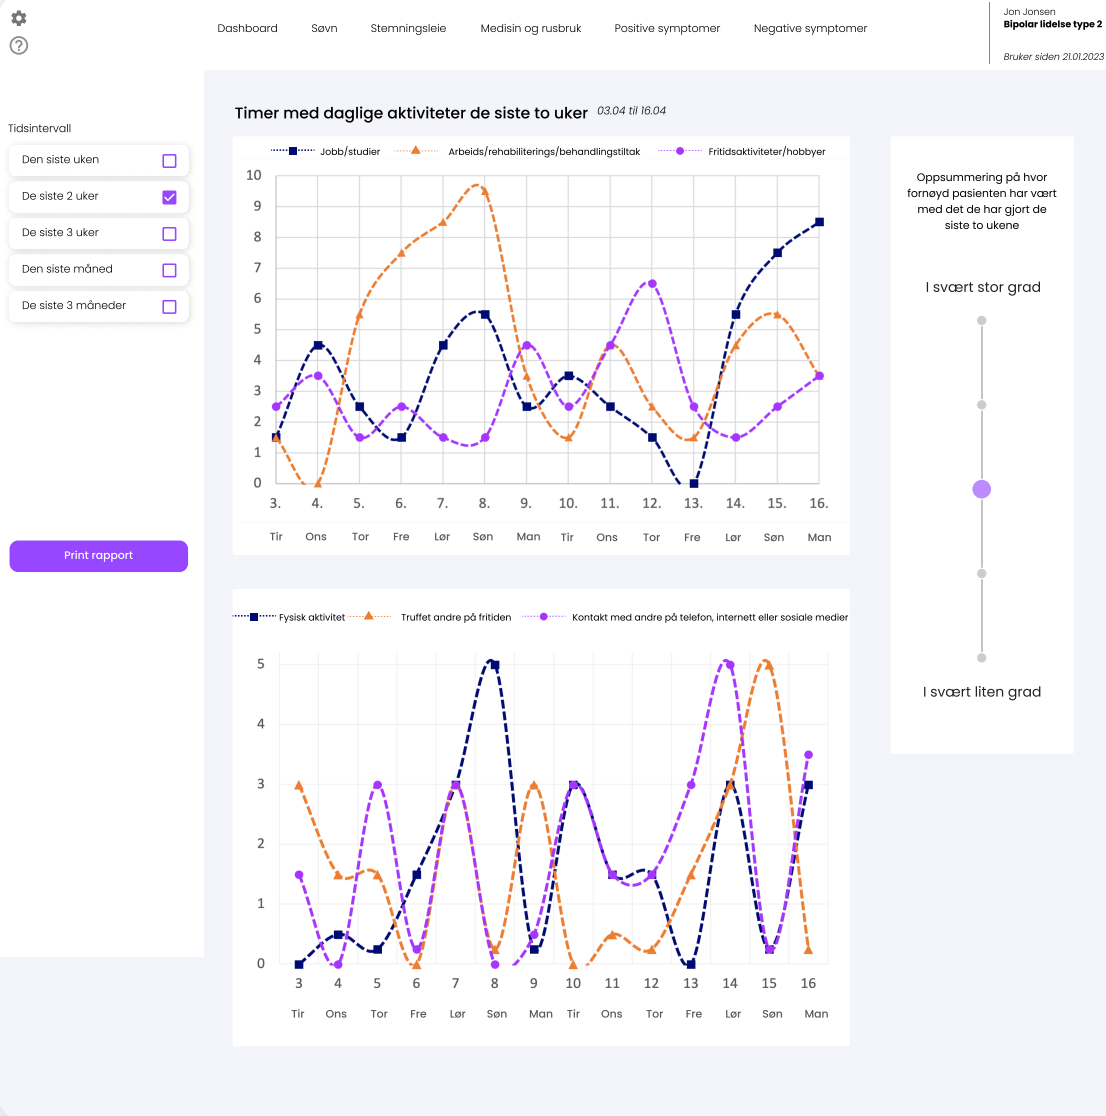 Dashboard Søvn Stemningsleie Medisin og rusbruk Positive symptomer Negative symptomer
Jon Jonsen
Bipolar lidelse type 2
Bruker siden 21.01.2023
Tidsintervall
Den siste uken
De siste 2 uker
De siste 3 uker
Den siste måned
De siste 3 måneder
Print rapport
Timer med daglige aktiviteter de siste to uker 03.04 til 16.04
Jobb/studier Arbeids/rehabiliterings/behandlingstiltak Fritidsaktiviteter/hobbyer
10
9
8
7
6
5
4
3
2
1
0
3. 4. 5. 6. 7. 8. 9. 10. 11. 12. 13. 14. 15. 16.
Tir Ons Tor Fre Lør Søn Man Tir Ons Tor Fre Lør Søn Man
Fysisk aktivitet Truffet andre på fritiden Kontakt med andre på telefon, internett eller sosiale medier
5
4
3
2
1
0
3 4 5 6 7 8 9 10 11 12 13 14 15 16
Tir Ons Tor Fre Lør Søn Man Tir Ons Tor Fre Lør Søn Man
Oppsummering på hvor
fornøyd pasienten har vært
med det de har gjort de
siste to ukene
I svært stor grad
I svært liten grad